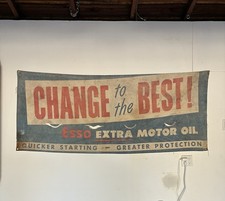 CHANGE to the BEST!
Esso EXTRA MOTOR OIL
QUICKER STARTING - GREATER PROTECTION